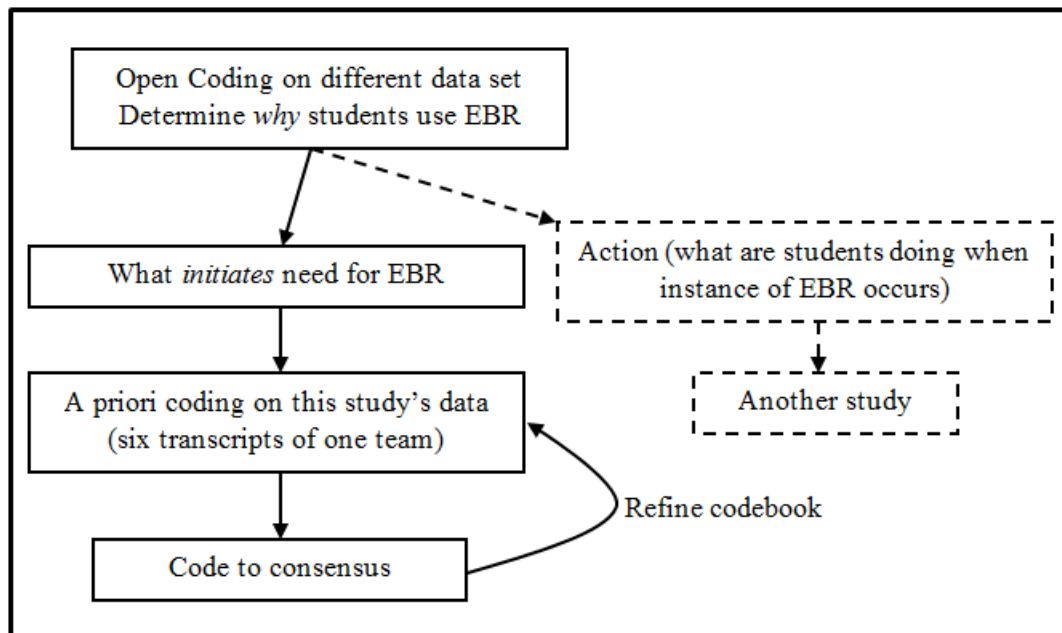 Open Coding on different data set
Determine why students use EBR
What initiates need for EBR
Action (what are students doing when
instance of EBR occurs)
A priori coding on this study’s data
(six transcripts of one team)
Another study
Refine codebook
Code to consensus